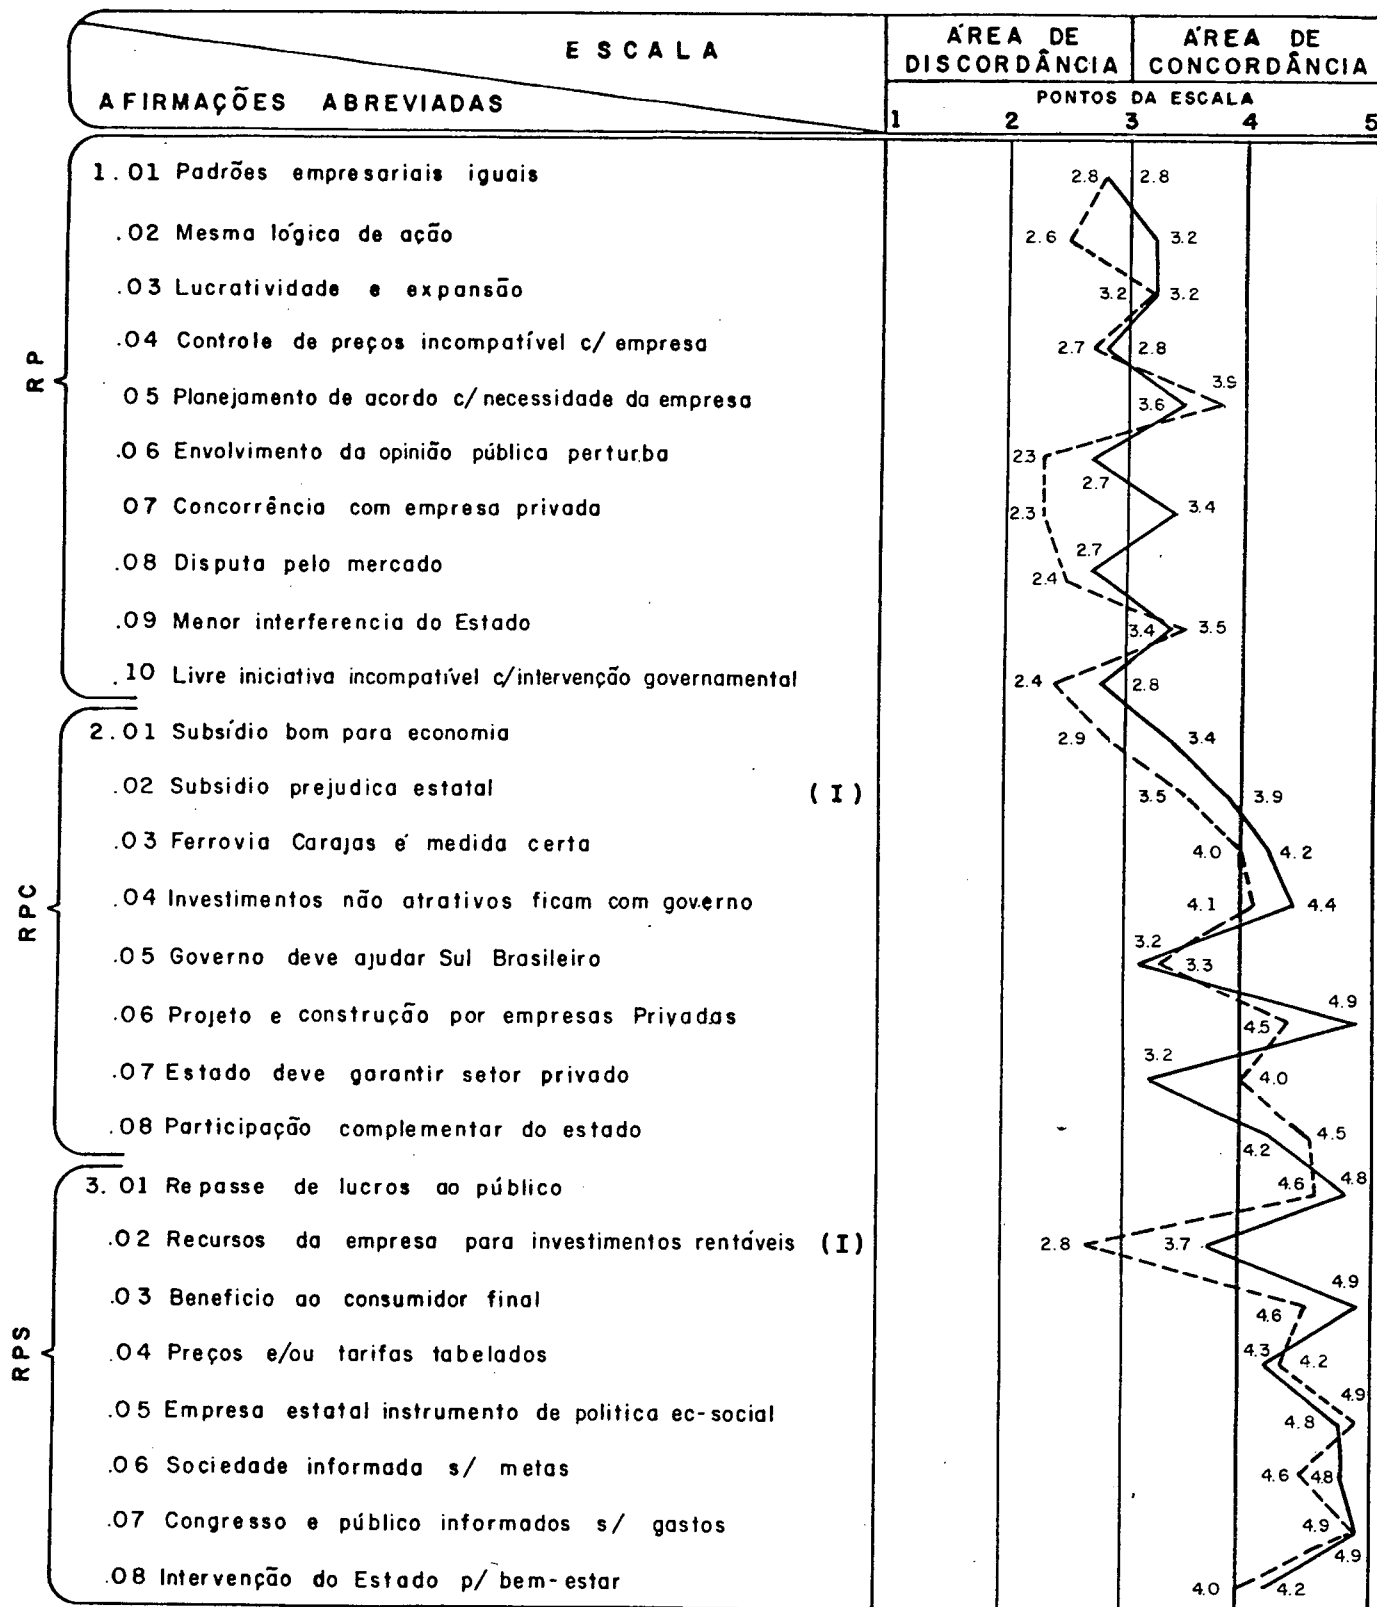 ESCALA
AFIRMAÇÕES ABREVIADAS
ÁREA DE DISCORDÂNCIA
ÁREA DE CONCORDÂNCIA
PONTOS DA ESCALA
1 2 3 4 5
RP
1.01 Padrões empresariais iguais 2.8 2.8
.02 Mesma lógica de ação 2.6 3.2
.03 Lucratividade e expansão 3.2 3.2
.04 Controle de preços incompatível c/ empresa 2.7 2.8
05 Planejamento de acordo c/necessidade da empresa 3.6 3.9
.06 Envolvimento da opinião pública perturba 23 2.7
07 Concorrência com empresa privada 2.3 3.4
.08 Disputa pelo mercado 2.4 2.7
.09 Menor interferencia do Estado 3.4 3.5
.10 Livre iniciativa incompatível c/intervenção governamental 2.4 2.8
RPC
2.01 Subsídio bom para economia 2.9 3.4
.02 Subsidio prejudica estatal (I) 3.5 3.9
.03 Ferrovia Carajas é medida certa 4.0 4.2
.04 Investimentos não atrativos ficam com governo 4.1 4.4
.05 Governo deve ajudar Sul Brasileiro 3.2 3.3
.06 Projeto e construção por empresas Privadas 4.5 4.9
.07 Estado deve garantir setor privado 3.2 4.0
.08 Participação complementar do estado 4.2 4.5
RPS
3.01 Repasse de lucros ao público 4.6 4.8
.02 Recursos da empresa para investimentos rentáveis (I) 2.8 3.7
.03 Beneficio ao consumidor final 4.6 4.9
.04 Preços e/ou tarifas tabelados 4.3 4.2
.05 Empresa estatal instrumento de politica ec-social 4.8 4.9
.06 Sociedade informada s/ metas 4.6 4.8
.07 Congresso e público informados s/ gastos 4.9 4.9
.08 Intervenção do Estado p/ bem-estar 4.0 4.2